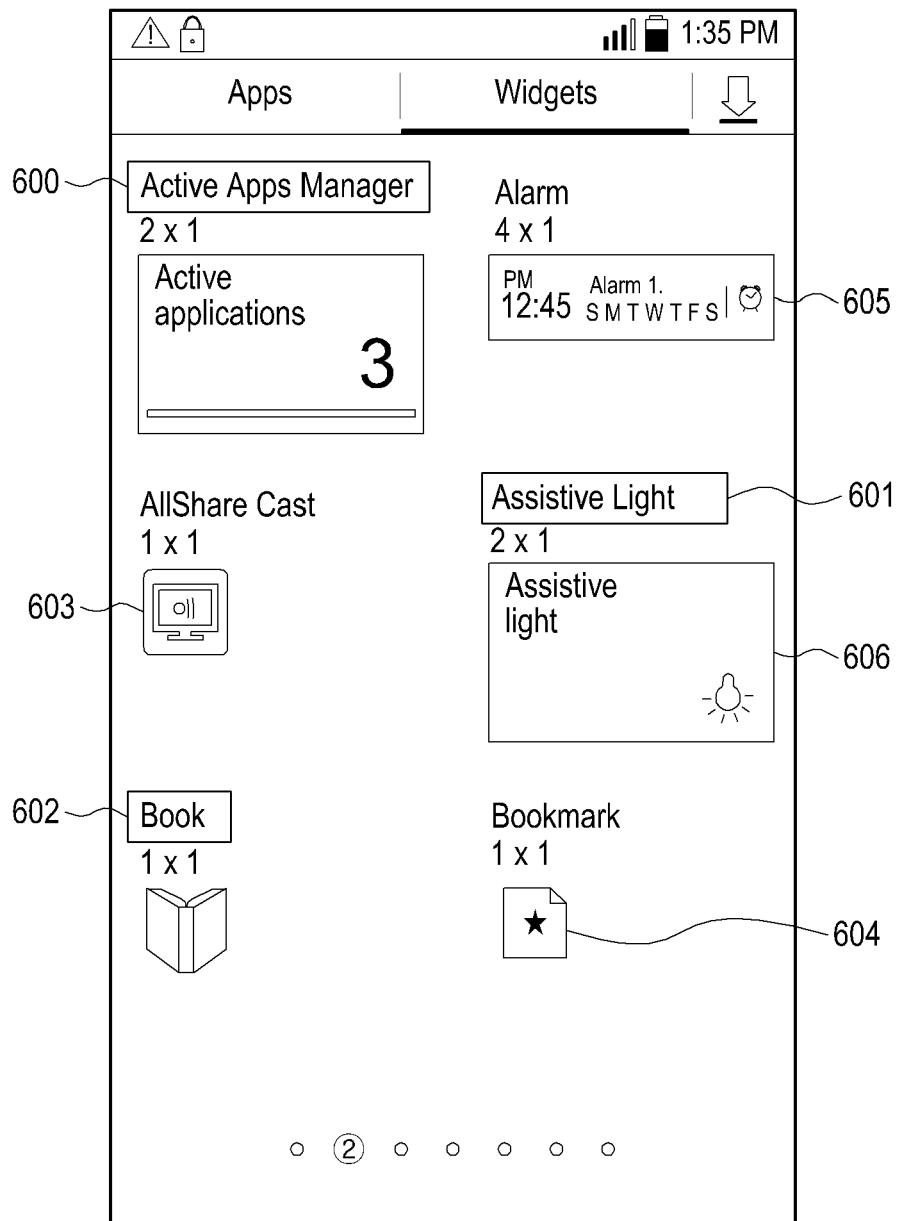 1:35 PM
Apps
Widgets
600
Active Apps Manager
2 x 1
Active
applications
3
Alarm
4 x 1
PM
12:45
Alarm 1.
S M T W T F S
605
AllShare Cast
1 x 1
603
Assistive Light
601
2 x 1
Assistive
light
606
602
Book
1 x 1
Bookmark
1 x 1
604
2